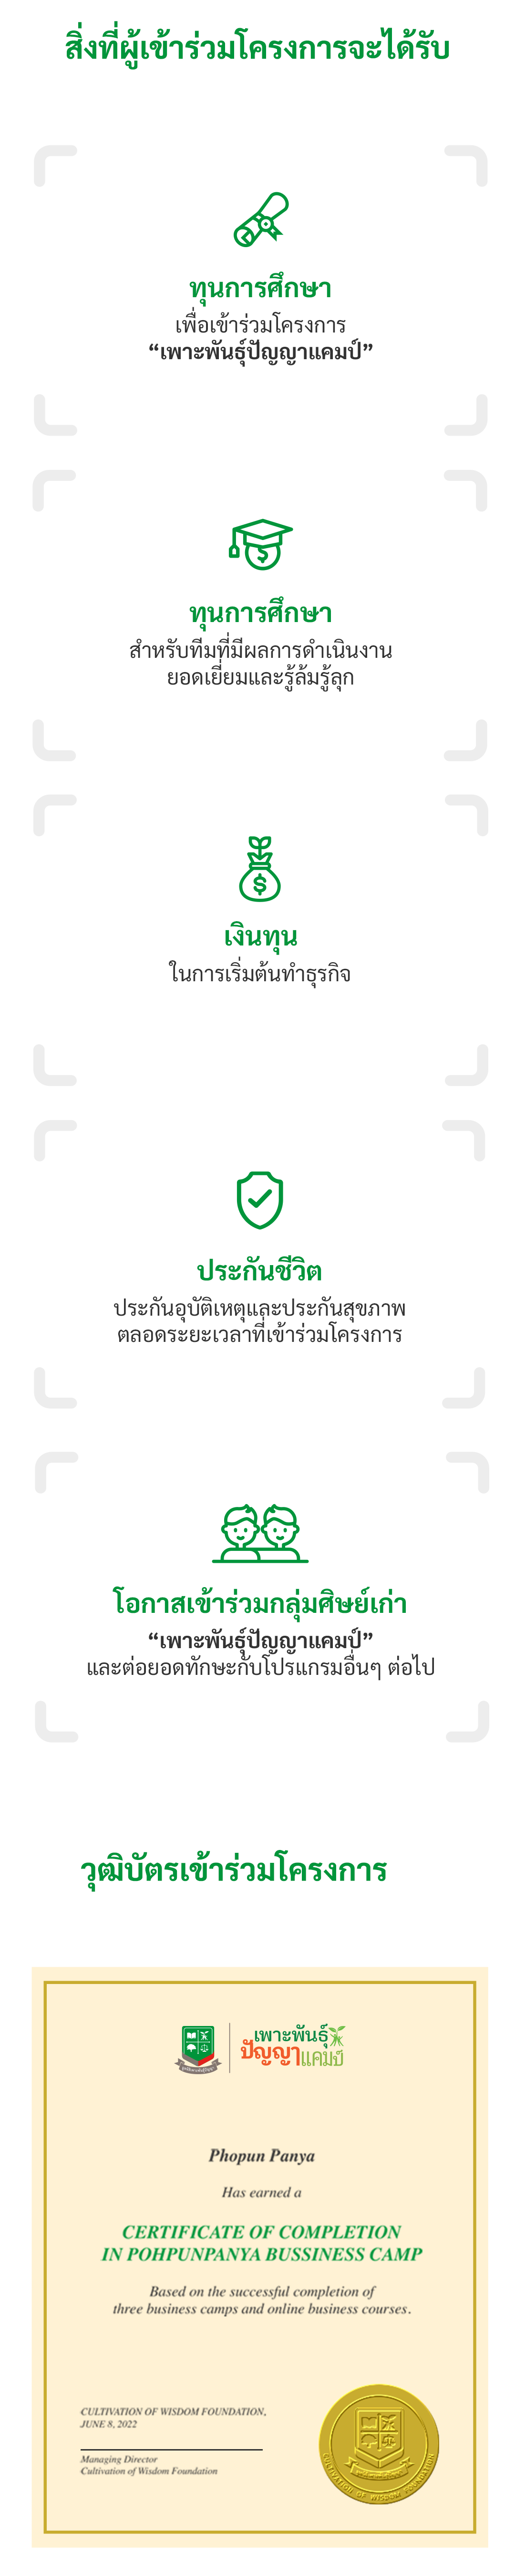 สิ่งที่ผู้เข้าร่วมโครงการจะได้รับ
ทุนการศึกษา
เพื่อเข้าร่วมโครงการ
“เพาะพันธุ์ปัญญาแคมป์”
ทุนการศึกษา
สำหรับทีมที่มีผลการดำเนินงาน
ยอดเยี่ยมและรู้ล้มรู้ลุก
เงินทุน
ในการเริ่มต้นทำธุรกิจ
ประกันชีวิต
ประกันอุบัติเหตุและประกันสุขภาพ
ตลอดระยะเวลาที่เข้าร่วมโครงการ
โอกาสเข้าร่วมกลุ่มศิษย์เก่า
“เพาะพันธุ์ปัญญาแคมป์”
และต่อยอดทักษะกับโปรแกรมอื่นๆ ต่อไป
วุฒิบัตรเข้าร่วมโครงการ
เพาะพันธุ์
ปัญญาแคมป์
Phopun Panya
Has earned a
CERTIFICATE OF COMPLETION
IN POHPUNPANYA BUSSINESS CAMP
Based on the successful completion of
three business camps and online business courses.
CULTIVATION OF WISDOM FOUNDATION,
JUNE 8, 2022
Managing Director
Cultivation of Wisdom Foundation
CULTIVATION OF WISDOM FOUNDATION